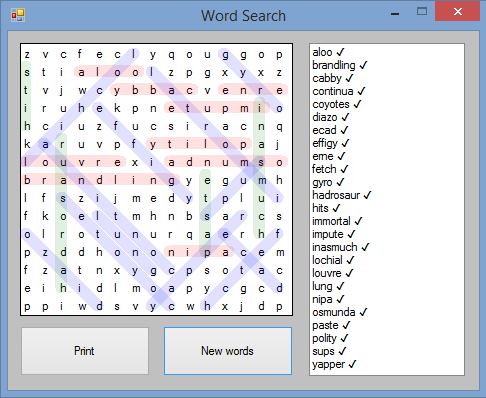 Word Search
z v c f e c l y q o u g g o p
s t i a l o o l z p g x y x z
t v j w c y b b a c v e n r e
i r u h e k p n e t u p m i o
h c i u z f u c s i r a c n q
k a r u v p f y t i l o p a j
l o u v r e x i a d n u m s o
b r a n d l i n g y e g u m h
l f s z i j m e d y t p l u i
f k o e l t m h n b s a r c s
o l r o t u n u r q a e r h f
p z d d h o n o n i p a c e m
f z a t n x y g c p s o t a c
e i h i d l m o a p y c g c d
p p i w d s v y c w h x j d p
aloo ✓
brandling ✓
cabby ✓
continua ✓
coyotes ✓
diazo ✓
ecad ✓
effigy ✓
erne ✓
fetch ✓
gyro ✓
hadrosaur ✓
hits ✓
immortal ✓
impute ✓
inasmuch ✓
lochial ✓
louvre ✓
lung ✓
nipa ✓
osmunda ✓
paste ✓
polity ✓
sups ✓
yapper ✓
Print
New words